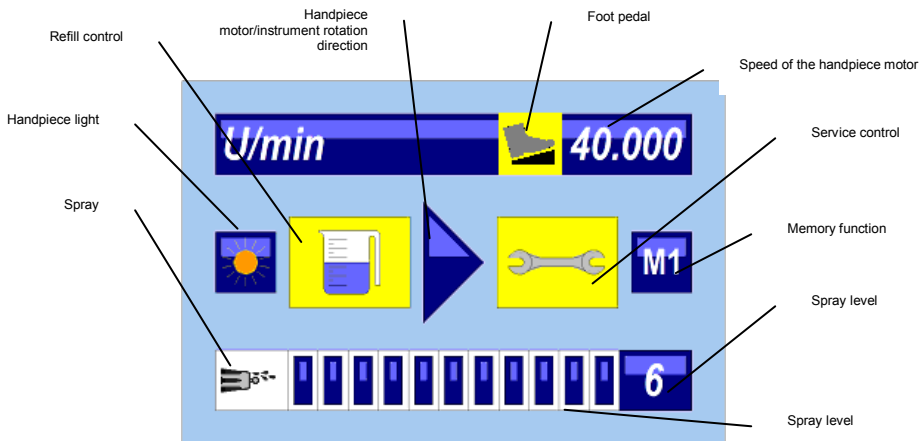 Handpiece
motor/instrument rotation
direction
Foot pedal
Refill control
Speed of the handpiece motor
Handpiece light
Service control
Spray
Memory function
Spray level
Spray level
U/min
40.000
M1
6